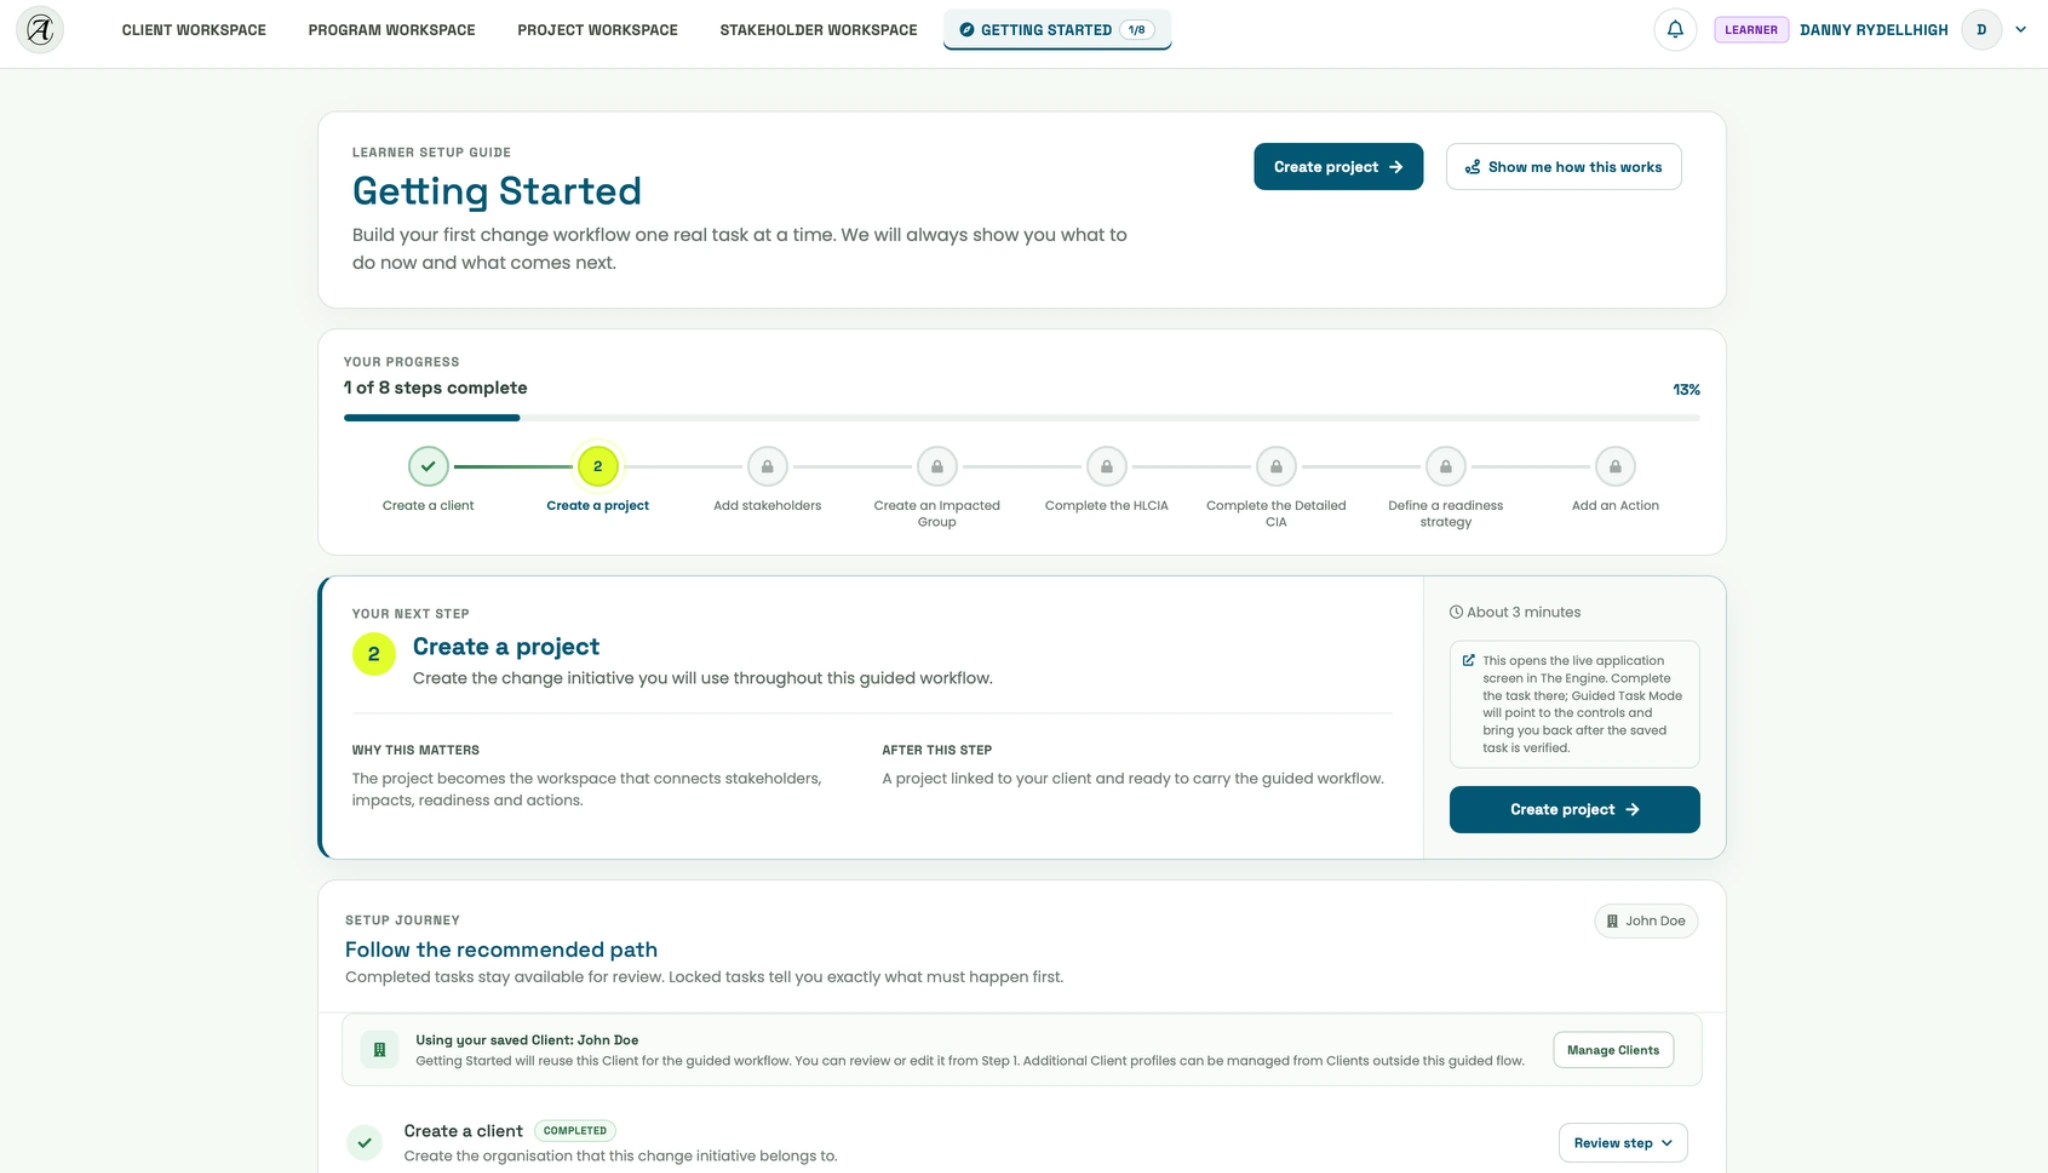 A
CLIENT WORKSPACE
PROGRAM WORKSPACE
PROJECT WORKSPACE
STAKEHOLDER WORKSPACE
GETTING STARTED 1/8
LEARNER
DANNY RYDELLHIGH
D
LEARNER SETUP GUIDE
Getting Started
Build your first change workflow one real task at a time. We will always show you what to
do now and what comes next.
Create project →
Show me how this works
YOUR PROGRESS
1 of 8 steps complete
13%
2
Create a client
Create a project
Add stakeholders
Create an Impacted
Group
Complete the HLCIA
Complete the Detailed
CIA
Define a readiness
strategy
Add an Action
YOUR NEXT STEP
2
Create a project
Create the change initiative you will use throughout this guided workflow.
WHY THIS MATTERS
The project becomes the workspace that connects stakeholders,
impacts, readiness and actions.
AFTER THIS STEP
A project linked to your client and ready to carry the guided workflow.
About 3 minutes
This opens the live application
screen in The Engine. Complete
the task there; Guided Task Mode
will point to the controls and
bring you back after the saved
task is verified.
Create project →
SETUP JOURNEY
Follow the recommended path
Completed tasks stay available for review. Locked tasks tell you exactly what must happen first.
John Doe
Using your saved Client: John Doe
Getting Started will reuse this Client for the guided workflow. You can review or edit it from Step 1. Additional Client profiles can be managed from Clients outside this guided flow.
Manage Clients
Create a client COMPLETED
Create the organisation that this change initiative belongs to.
Review step